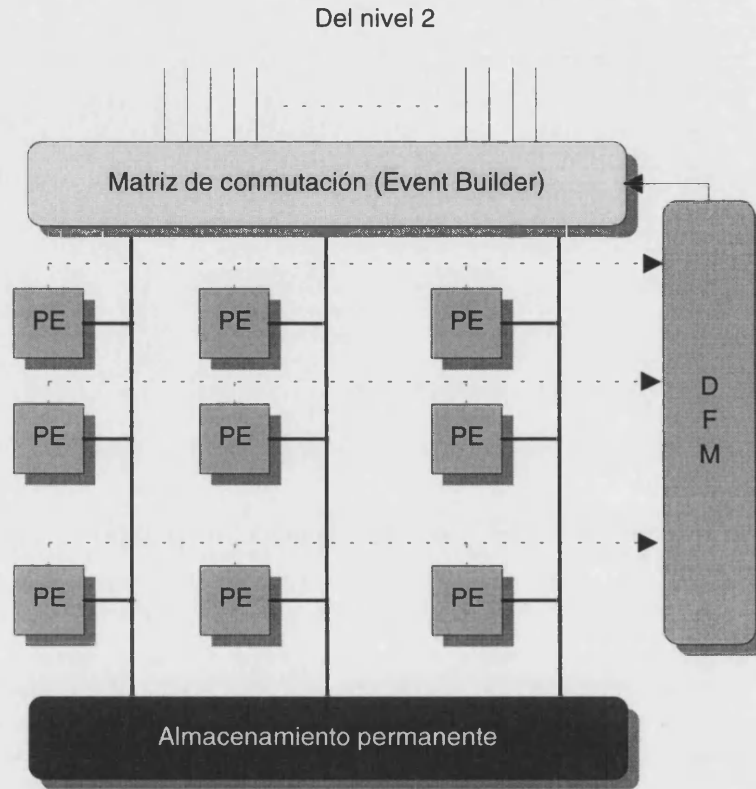 Del nivel 2
Matriz de conmutación (Event Builder)
PE PE PE
PE PE PE
D
F
M
PE PE PE
Almacenamiento permanente